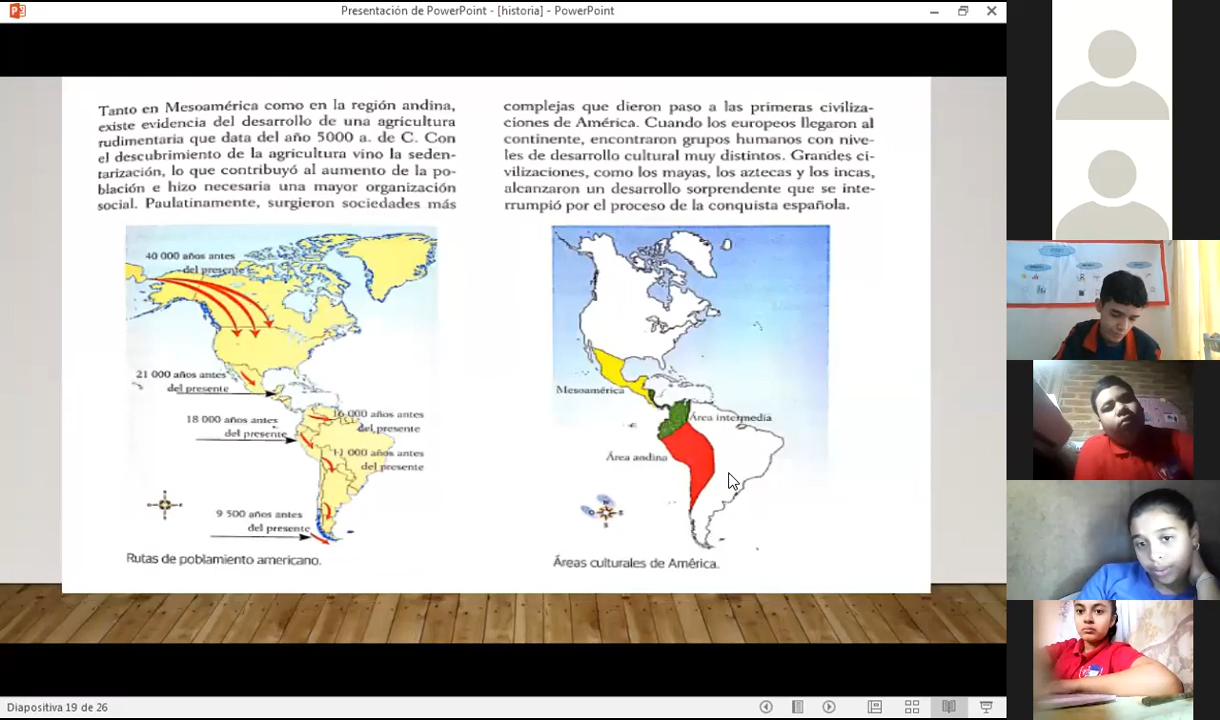 Presentación de PowerPoint - [historia] - PowerPoint
Tanto en Mesoamérica como en la región andina,
existe evidencia del desarrollo de una agricultura
rudimentaria que data del año 5000 a. de C. Con
el descubrimiento de la agricultura vino la seden-
tarización, lo que contribuyó al aumento de la po-
blación e hizo necesaria una mayor organización
social. Paulatinamente, surgieron sociedades más
complejas que dieron paso a las primeras civiliza-
ciones de América. Cuando los europeos llegaron al
continente, encontraron grupos humanos con nive-
les de desarrollo cultural muy distintos. Grandes ci-
vilizaciones, como los mayas, los aztecas y los incas,
alcanzaron un desarrollo sorprendente que se inte-
rrumpió por el proceso de la conquista española.
40 000 años antes
del presente
21 000 años antes
del presente
18 000 años antes
del presente
16 000 años antes
del presente
11 000 años antes
del presente
9 500 años antes
del presente
Rutas de poblamiento americano.
Mesoamérica
Área intermedia
Área andina
Áreas culturales de América.
Diapositiva 19 de 26